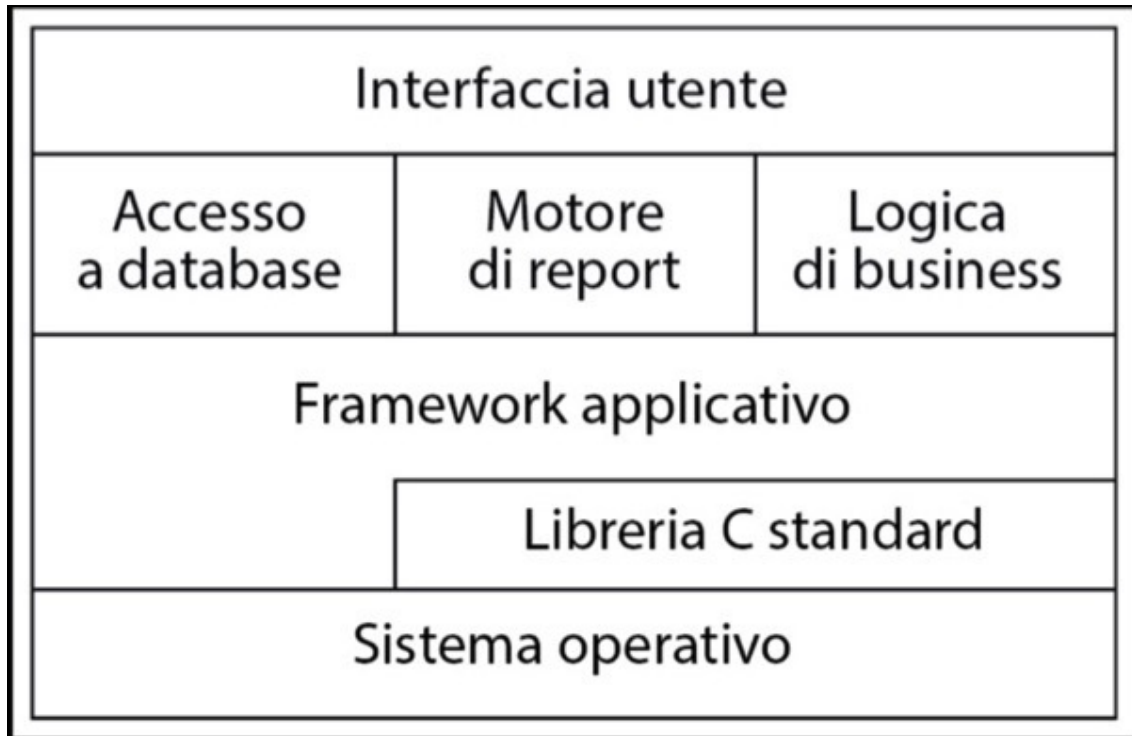 Interfaccia utente
Accesso
a database
Motore
di report
Logica
di business
Framework applicativo
Libreria C standard
Sistema operativo